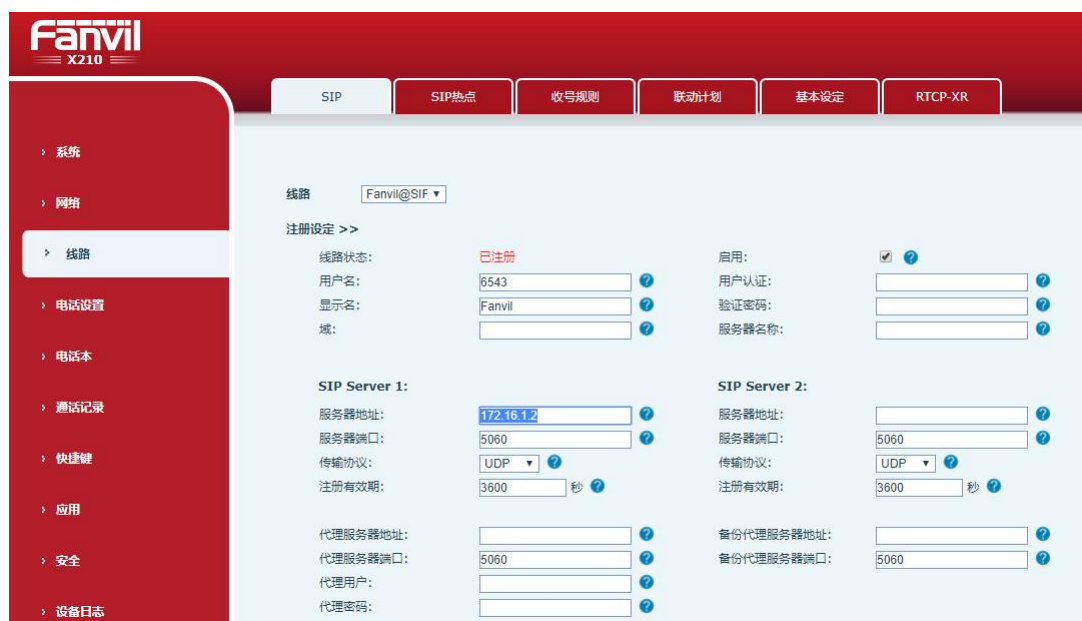 Fanvil
X210
SIP SIP热点 收号规则 联动计划 基本设定 RTCP-XR
› 系统
› 网络
› 线路
› 电话设置
› 电话本
› 通话记录
› 快捷键
› 应用
› 安全
› 设备日志
线路 Fanvil@SIF ▼
注册设定 >>
线路状态: 已注册 启用: ?
用户名: 6543 ? 用户认证: ?
显示名: Fanvil ? 验证密码: ?
域: ? 服务器名称: ?
SIP Server 1: SIP Server 2:
服务器地址: 172.16.1.2 ? 服务器地址: ?
服务器端口: 5060 ? 服务器端口: 5060 ?
传输协议: UDP ▼ ? 传输协议: UDP ▼ ?
注册有效期: 3600 秒 ? 注册有效期: 3600 秒 ?
代理服务器地址: ? 备份代理服务器地址: ?
代理服务器端口: 5060 ? 备份代理服务器端口: 5060 ?
代理用户: ?
代理密码: ?